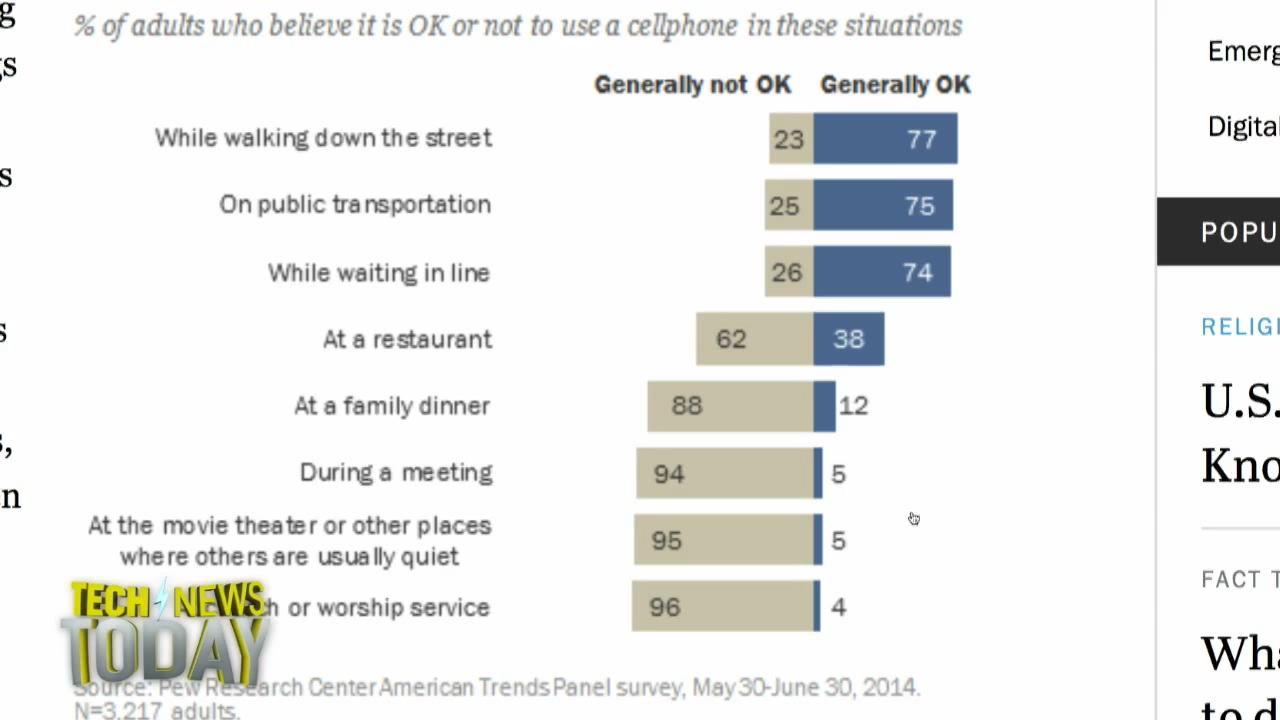 % of adults who believe it is OK or not to use a cellphone in these situations
Generally not OK Generally OK
While walking down the street 23 77
On public transportation 25 75
While waiting in line 26 74
At a restaurant 62 38
At a family dinner 88 12
During a meeting 94 5
At the movie theater or other places
where others are usually quiet 95 5
or worship service 96 4
Source: Pew Research Center American Trends Panel survey, May 30-June 30, 2014.
N=3,217 adults.
TECH NEWS
TODAY
POPU
RELIGI
U.S.
Kno
FACT T
Wha
to d
Emerg
Digital